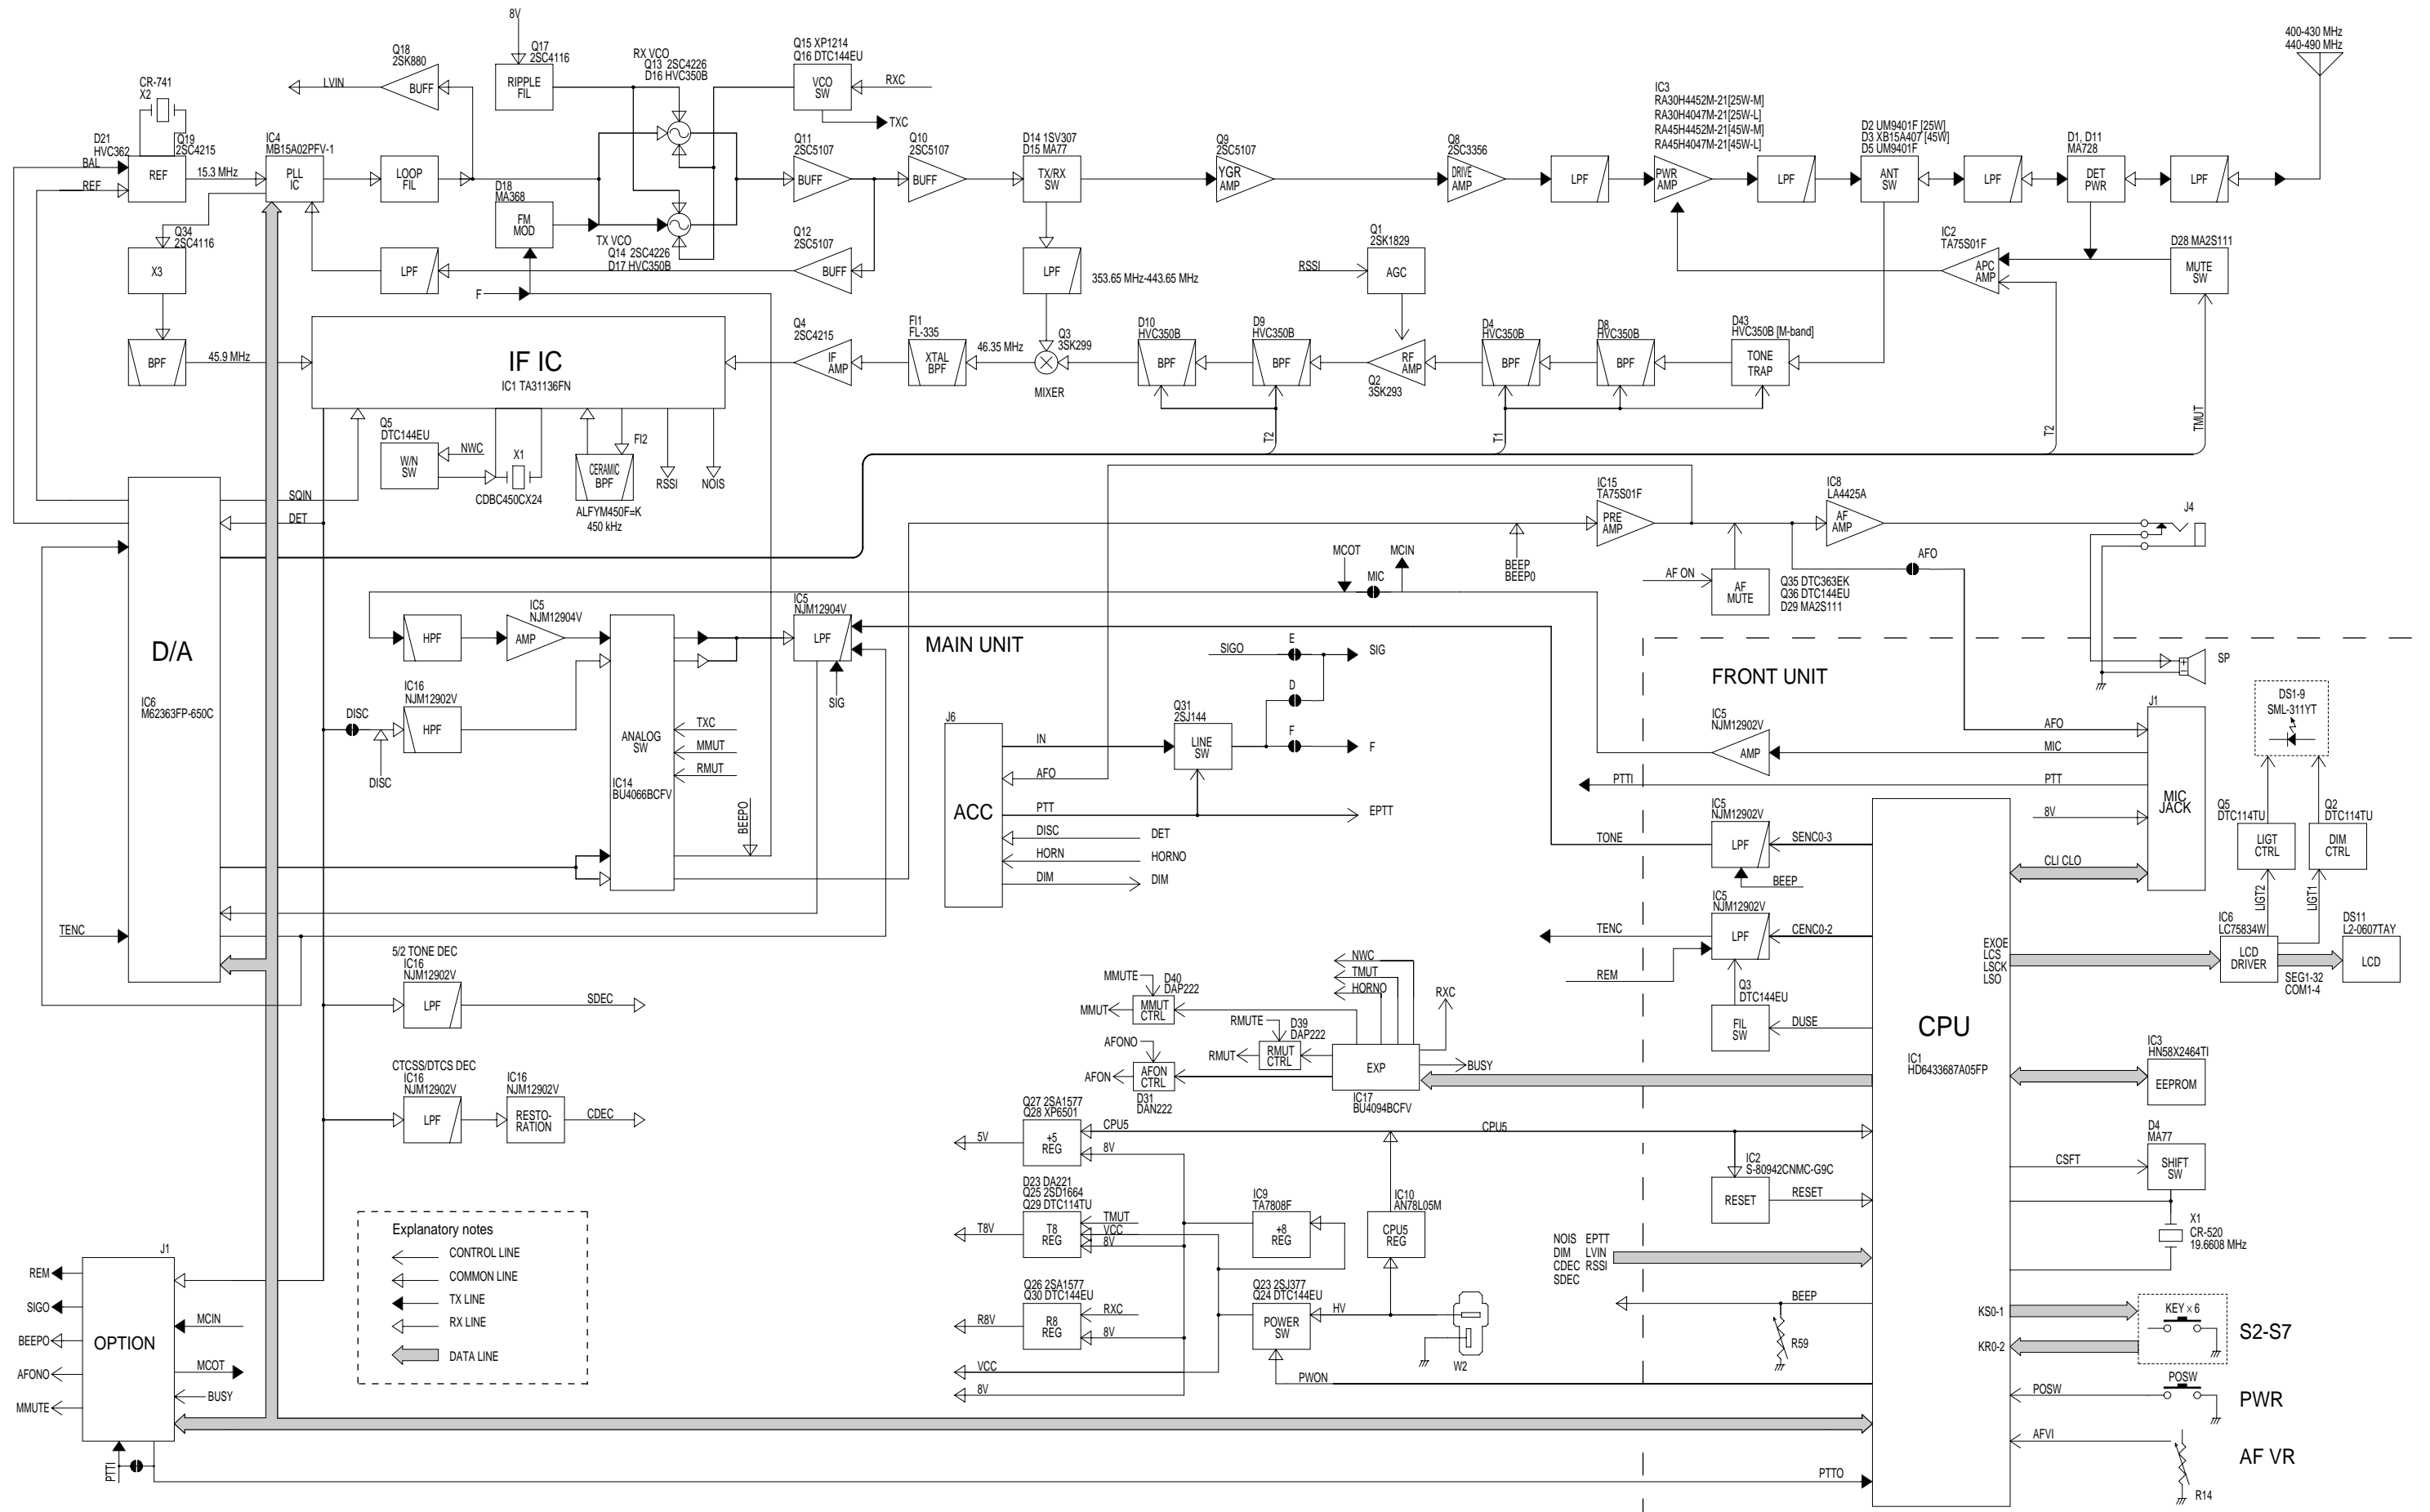 8V
Q18
2SK880
LVIN
BUFF
Q17
2SC4116
RIPPLE
FIL
RX VCO
Q13 2SC4226
D16 HVC350B
Q15 XP1214
Q16 DTC144EU
VCO
SW
RXC
TXC
CR-741
X2
D21
HVC362
BAL
REF
Q19
2SC4215
REF
15.3 MHz
IC4
MB15A02PFV-1
PLL
IC
LOOP
FIL
D18
MA368
FM
MOD
TX VCO
Q14 2SC4226
D17 HVC350B
Q11
2SC5107
BUFF
Q10
2SC5107
BUFF
Q12
2SC5107
BUFF
LPF
F
D14 1SV307
D15 MA77
TX/RX
SW
LPF
353.65 MHz-443.65 MHz
Q9
2SC5107
YGR
AMP
Q8
2SC3356
DRIVE
AMP
LPF
IC3
RA30H4452M-21[25W-M]
RA30H4047M-21[25W-L]
RA45H4452M-21[45W-M]
RA45H4047M-21[45W-L]
PWR
AMP
LPF
D2 UM9401F [25W]
D3 XB15A407 [45W]
D5 UM9401F
ANT
SW
LPF
D1, D11
MA728
DET
PWR
LPF
400-430 MHz
440-490 MHz
IC2
TA75S01F
APC
AMP
D28 MA2S111
MUTE
SW
Q34
2SC4116
X3
BPF
45.9 MHz
IF IC
IC1 TA31136FN
Q4
2SC4215
IF
AMP
FI1
FL-335
XTAL
BPF
46.35 MHz
Q3
3SK299
MIXER
D10
HVC350B
BPF
D9
HVC350B
BPF
RSSI
Q1
2SK1829
AGC
RF
AMP
Q2
3SK293
D4
HVC350B
BPF
D8
HVC350B
BPF
D43
HVC350B [M-band]
TONE
TRAP
T2
T1
T2
TMUT
Q5
DTC144EU
W/N
SW
NWC
X1
CDBC450CX24
FI2
CERAMIC
BPF
ALFYM450F=K
450 kHz
RSSI
NOIS
SQIN
DET
D/A
IC6
M62363FP-650C
TENC
IC15
TA75S01F
PRE
AMP
IC8
LA4425A
AF
AMP
J4
AFO
BEEP
BEEP0
AF ON
AF
MUTE
Q35 DTC363EK
Q36 DTC144EU
D29 MA2S111
MCOT
MCIN
MIC
HPF
IC5
NJM12904V
AMP
IC5
NJM12904V
LPF
SIG
IC16
NJM12902V
HPF
DISC
DISC
ANALOG
SW
IC14
BU4066BCFV
TXC
MMUT
RMUT
BEEPO
MAIN UNIT
SIGO
E
SIG
D
F
F
Q31
2SJ144
LINE
SW
J6
ACC
IN
AFO
PTT
EPTT
DISC
DET
HORN
HORNO
DIM
DIM
FRONT UNIT
SP
IC5
NJM12902V
AMP
PTTI
J1
MIC
JACK
AFO
MIC
PTT
8V
CLI CLO
DS1-9
SML-311YT
Q5
DTC114TU
LIGT
CTRL
Q2
DTC114TU
DIM
CTRL
LIGT2
LIGT1
IC6
LC75834W
LCD
DRIVER
DS11
L2-0607TAY
LCD
SEG1-32
COM1-4
EXOE
LCS
LSCK
LSO
TONE
IC5
NJM12902V
LPF
SENC0-3
BEEP
TENC
IC5
NJM12902V
LPF
CENC0-2
REM
Q3
DTC144EU
FIL
SW
DUSE
CPU
IC1
HD6433687A05FP
IC3
HN58X2464TI
EEPROM
D4
MA77
CSFT
SHIFT
SW
X1
CR-520
19.6608 MHz
5/2 TONE DEC
IC16
NJM12902V
LPF
SDEC
CTCSS/DTCS DEC
IC16
NJM12902V
LPF
IC16
NJM12902V
RESTO-
RATION
CDEC
NWC
TMUT
HORNO
MMUTE
D40
DAP222
MMUT
MMUT
CTRL
RMUTE
D39
DAP222
RMUT
RMUT
CTRL
AFONO
AFON
AFON
CTRL
D31
DAN222
RXC
EXP
BUSY
IC17
BU4094BCFV
Q27 2SA1577
Q28 XP6501
5V
+5
REG
CPU5
8V
CPU5
IC2
S-80942CNMC-G9C
RESET
RESET
D23 DA221
Q25 2SD1664
Q29 DTC114TU
T8V
T8
REG
TMUT
VCC
8V
IC9
TA7808F
+8
REG
IC10
AN78L05M
CPU5
REG
Q26 2SA1577
Q30 DTC144EU
R8V
R8
REG
RXC
8V
Q23 2SJ377
Q24 DTC144EU
POWER
SW
HV
W2
VCC
8V
PWON
NOIS EPTT
DIM LVIN
CDEC RSSI
SDEC
BEEP
R59
KS0-1
KR0-2
KEY×6
S2-S7
POSW
POSW
PWR
AFVI
AF VR
R14
PTTO
Explanatory notes
CONTROL LINE
COMMON LINE
TX LINE
RX LINE
DATA LINE
J1
OPTION
REM
SIGO
BEEPO
AFONO
MMUTE
MCIN
MCOT
BUSY
PTTI